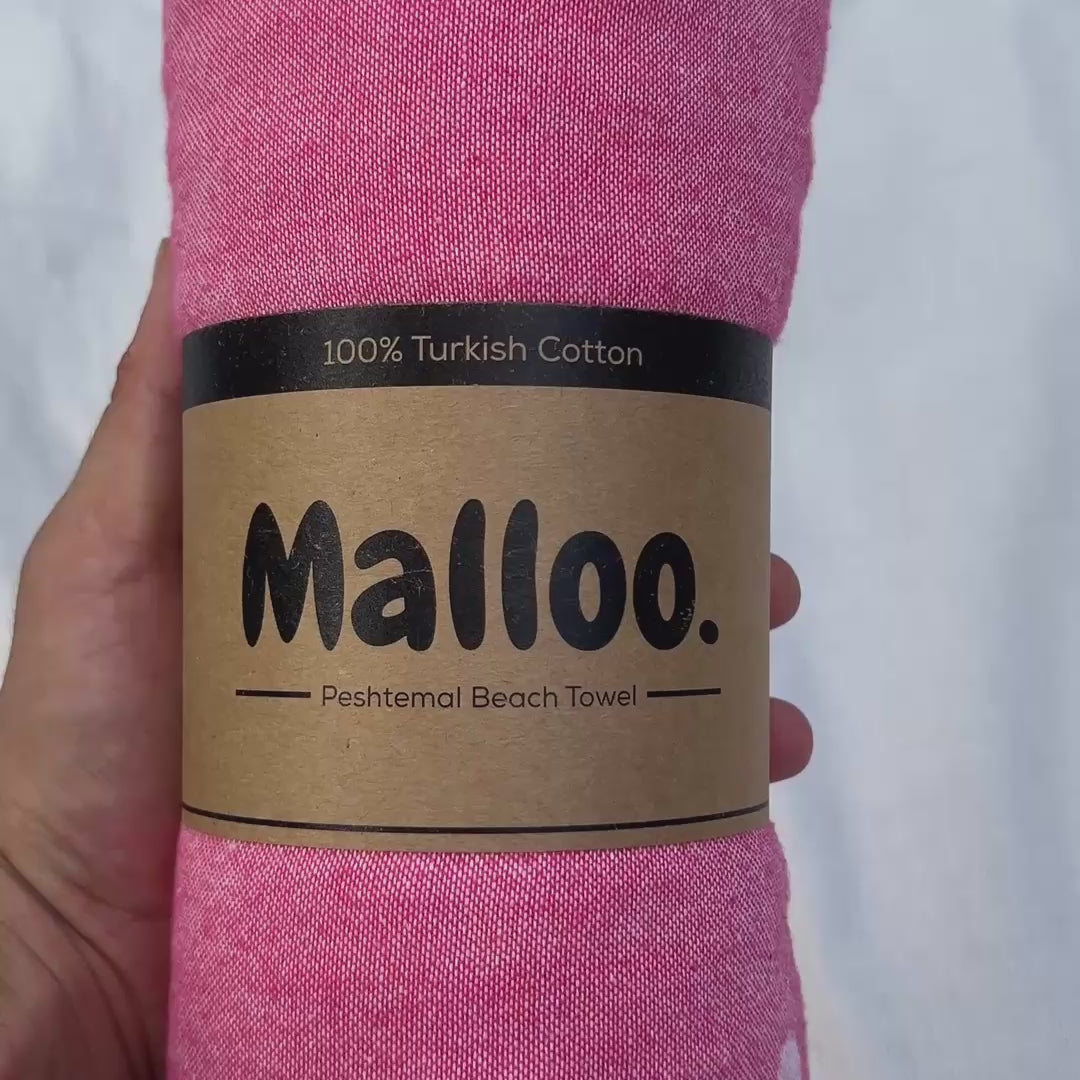 100% Turkish Cotton
Malloo.
Peshtemal Beach Towel